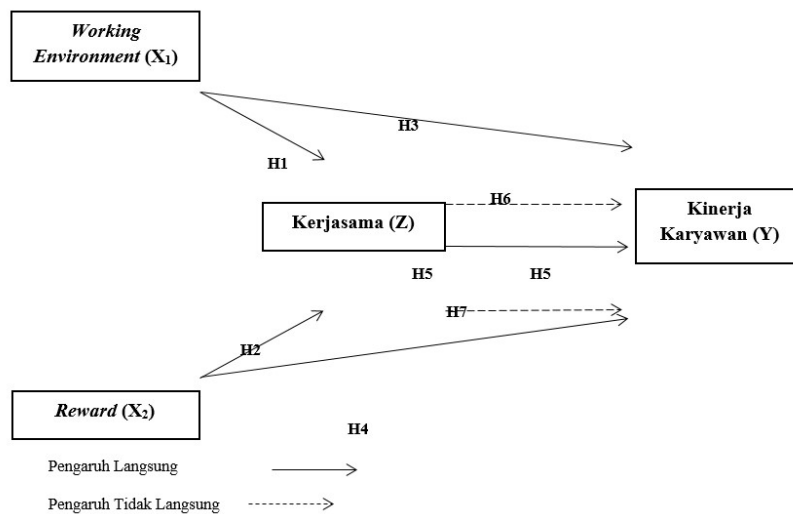 Working
Environment (X₁)
H3
H1
H6
Kerjasama (Z)
Kinerja
Karyawan (Y)
H5 H5
H7
H2
Reward (X₂)
H4
Pengaruh Langsung
Pengaruh Tidak Langsung